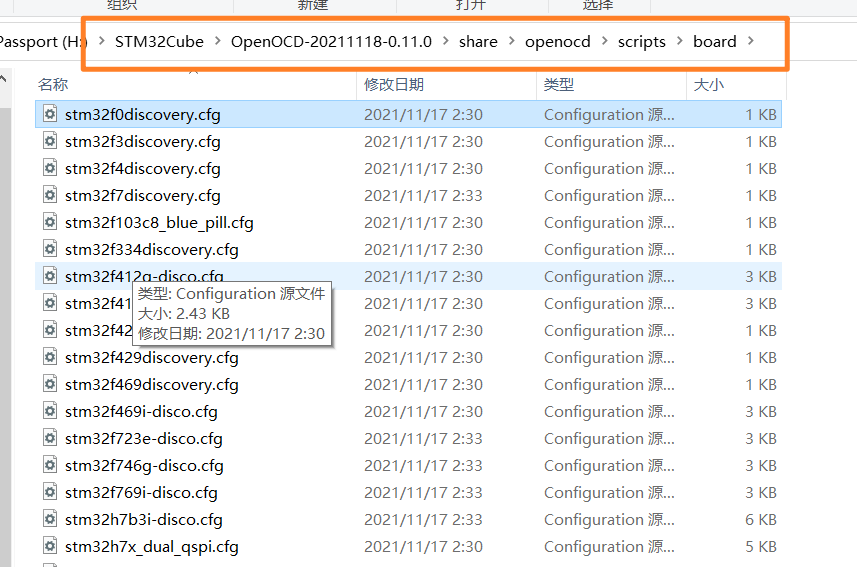 组织 新建 打开 选择
Passport (H:) > STM32Cube > OpenOCD-20211118-0.11.0 > share > openocd > scripts > board >
名称 修改日期 类型 大小
stm32f0discovery.cfg 2021/11/17 2:30 Configuration 源... 1 KB
stm32f3discovery.cfg 2021/11/17 2:30 Configuration 源... 1 KB
stm32f4discovery.cfg 2021/11/17 2:30 Configuration 源... 1 KB
stm32f7discovery.cfg 2021/11/17 2:33 Configuration 源... 1 KB
stm32f103c8_blue_pill.cfg 2021/11/17 2:30 Configuration 源... 1 KB
stm32f334discovery.cfg 2021/11/17 2:30 Configuration 源... 1 KB
stm32f412g-disco.cfg 2021/11/17 2:30 Configuration 源... 3 KB
类型: Configuration 源文件
大小: 2.43 KB
修改日期: 2021/11/17 2:30
stm32f41 2021/11/17 2:30 Configuration 源... 3 KB
stm32f42 2021/11/17 2:30 Configuration 源... 1 KB
stm32f429discovery.cfg 2021/11/17 2:30 Configuration 源... 1 KB
stm32f469discovery.cfg 2021/11/17 2:30 Configuration 源... 1 KB
stm32f469i-disco.cfg 2021/11/17 2:30 Configuration 源... 3 KB
stm32f723e-disco.cfg 2021/11/17 2:33 Configuration 源... 3 KB
stm32f746g-disco.cfg 2021/11/17 2:33 Configuration 源... 3 KB
stm32f769i-disco.cfg 2021/11/17 2:33 Configuration 源... 3 KB
stm32h7b3i-disco.cfg 2021/11/17 2:33 Configuration 源... 6 KB
stm32h7x_dual_qspi.cfg 2021/11/17 2:30 Configuration 源... 5 KB